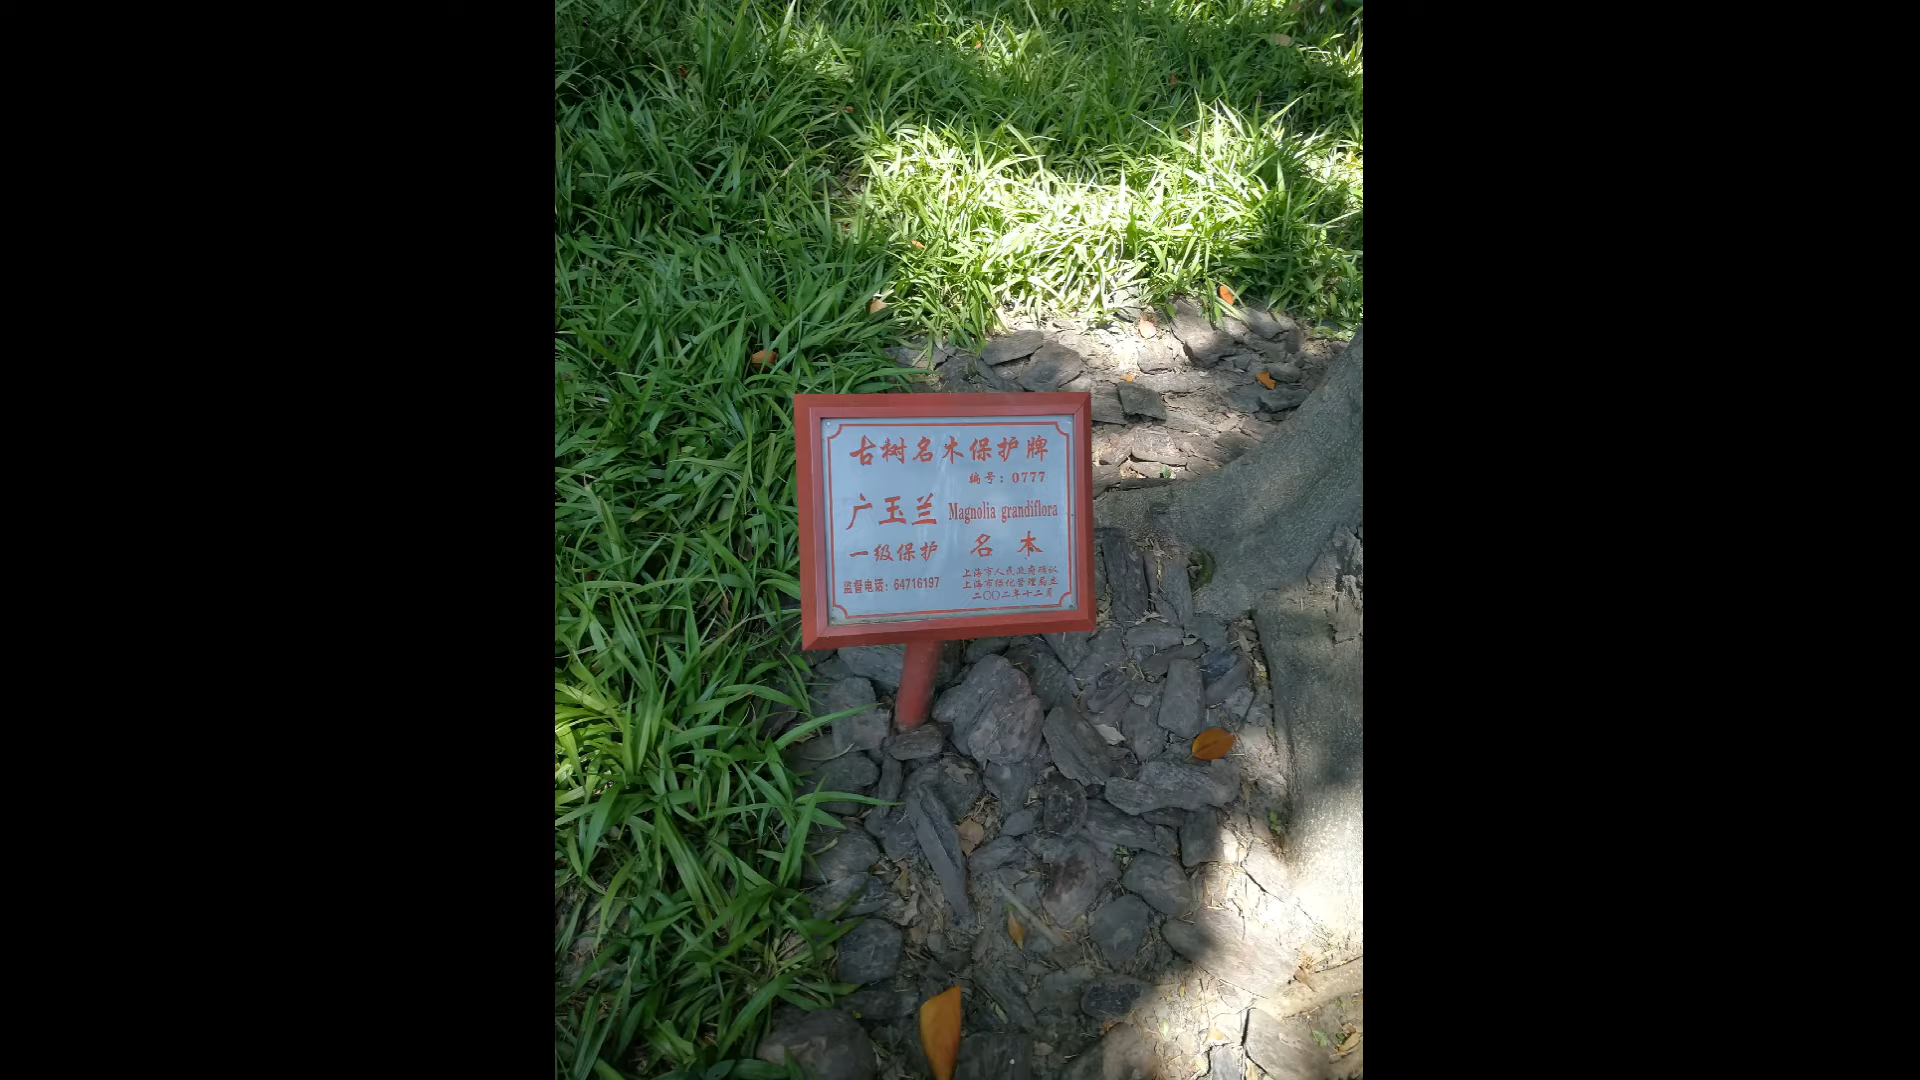 古树名木保护牌
编号：0777
广玉兰 Magnolia grandiflora
一级保护 名木
监督电话：64716197
上海市人民政府确认
上海市绿化管理局立
二〇〇二年十二月